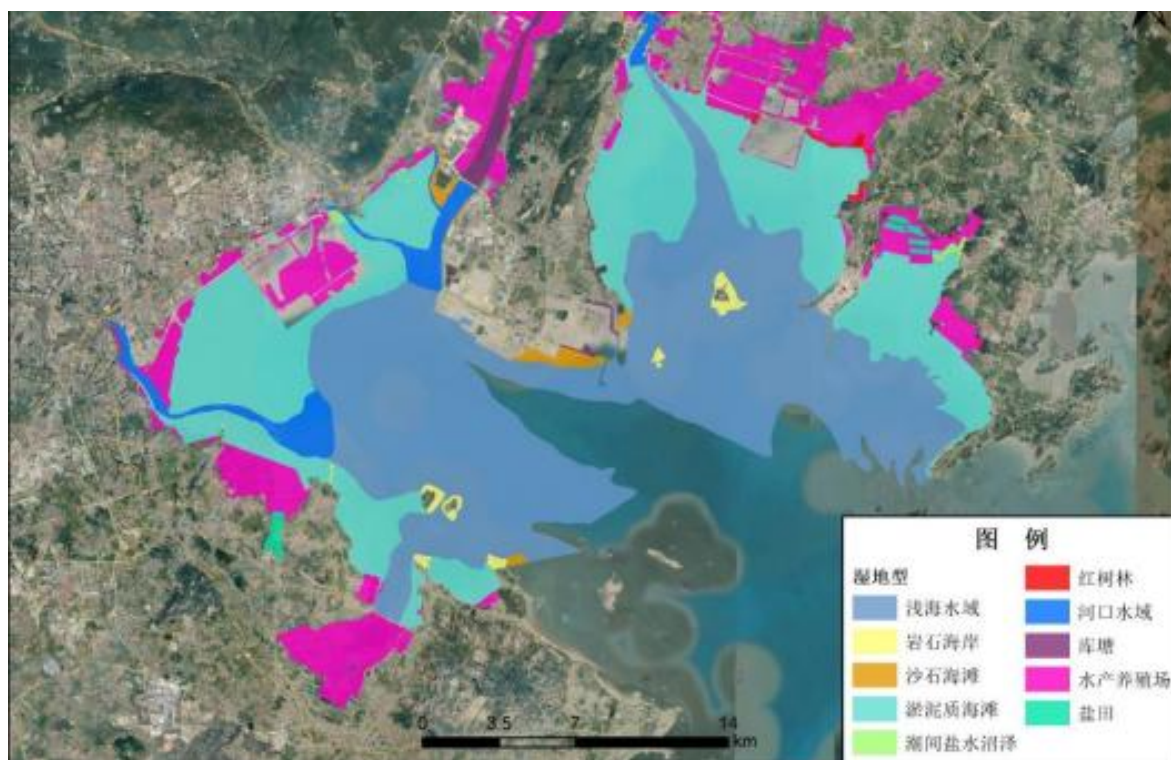 图 例
湿地型
浅海水域
岩石海岸
沙石海滩
淤泥质海滩
潮间盐水沼泽
红树林
河口水域
库塘
水产养殖场
盐田
0 3.5 7 14
km